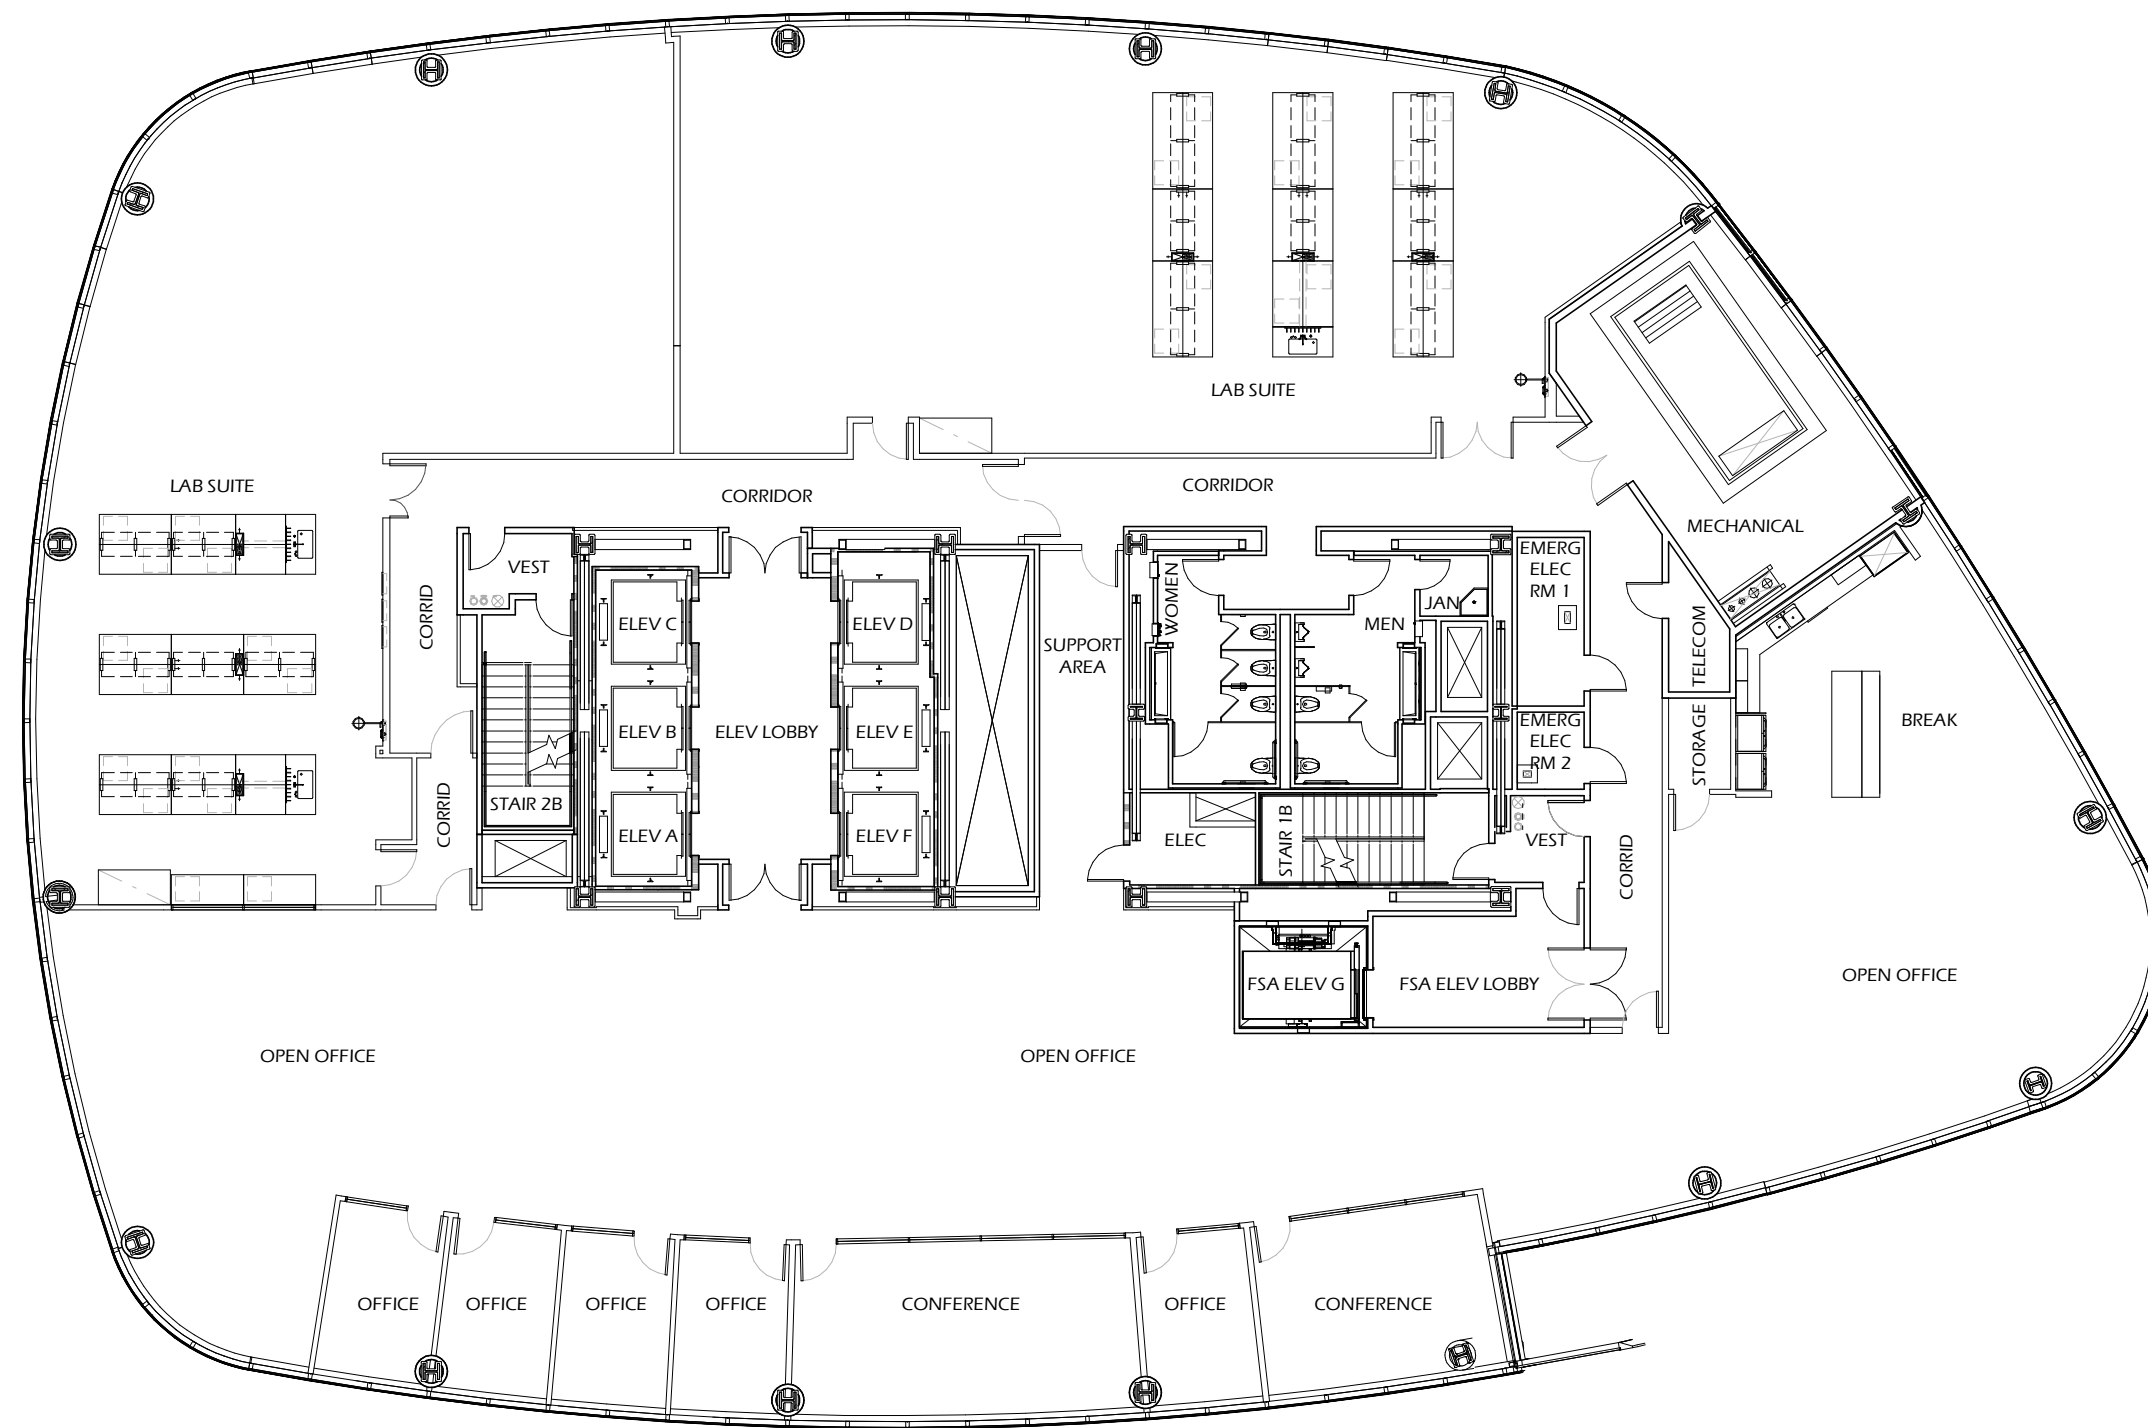 LAB SUITE
LAB SUITE
CORRIDOR
CORRIDOR
MECHANICAL
VEST
EMERG
ELEC
RM 1
WOMEN
JAN
MEN
CORRID
ELEV C
ELEV D
SUPPORT
AREA
TELECOM
ELEV B
ELEV LOBBY
ELEV E
EMERG
ELEC
RM 2
STORAGE
BREAK
STAIR 2B
CORRID
ELEV A
ELEV F
ELEC
STAIR 1B
VEST
CORRID
FSA ELEV G
FSA ELEV LOBBY
OPEN OFFICE
OPEN OFFICE
OPEN OFFICE
OFFICE
OFFICE
OFFICE
OFFICE
CONFERENCE
OFFICE
CONFERENCE